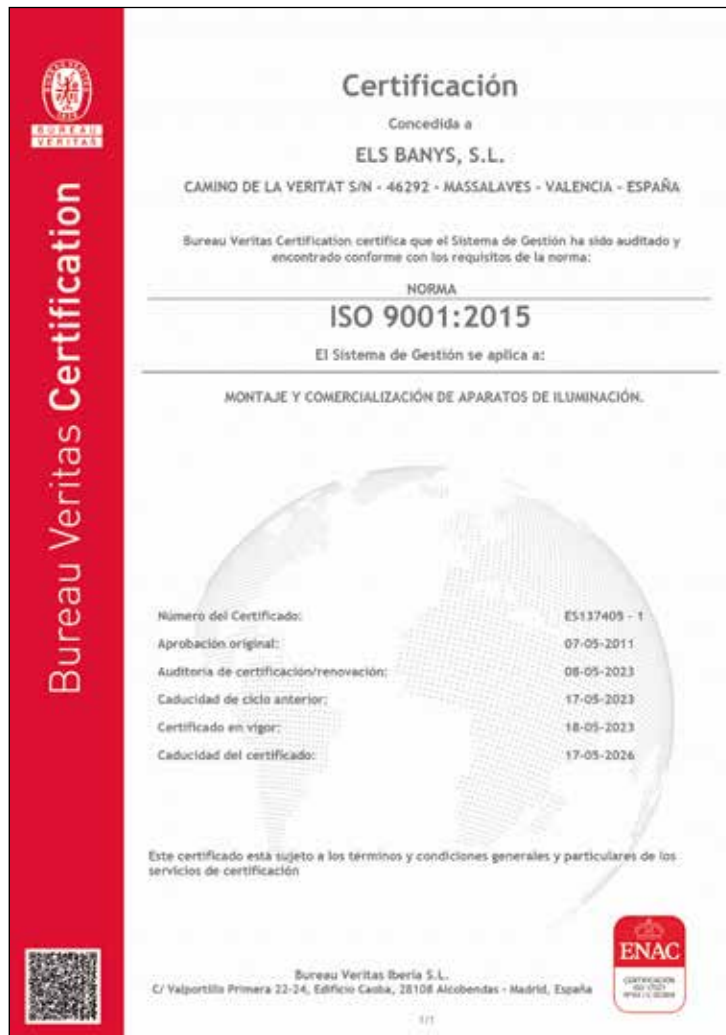 BUREAU
VERITAS
Bureau Veritas Certification
Certificación
Concedida a
ELS BANYS, S.L.
CAMINO DE LA VERITAT S/N - 46292 - MASSALAVES - VALENCIA - ESPAÑA
Bureau Veritas Certification certifica que el Sistema de Gestión ha sido auditado y
encontrado conforme con los requisitos de la norma:
NORMA
ISO 9001:2015
El Sistema de Gestión se aplica a:
MONTAJE Y COMERCIALIZACIÓN DE APARATOS DE ILUMINACIÓN.
Número del Certificado: ES137405 - 1
Aprobación original: 07-05-2011
Auditoria de certificación/renovación: 08-05-2023
Caducidad de ciclo anterior: 17-05-2023
Certificado en vigor: 18-05-2023
Caducidad del certificado: 17-05-2026
Este certificado está sujeto a los términos y condiciones generales y particulares de los
servicios de certificación
ENAC
CERTIFICACIÓN
Bureau Veritas Iberia S.L.
C/ Valportillo Primera 22-24, Edificio Caoba, 28108 Alcobendas - Madrid, España
1/1